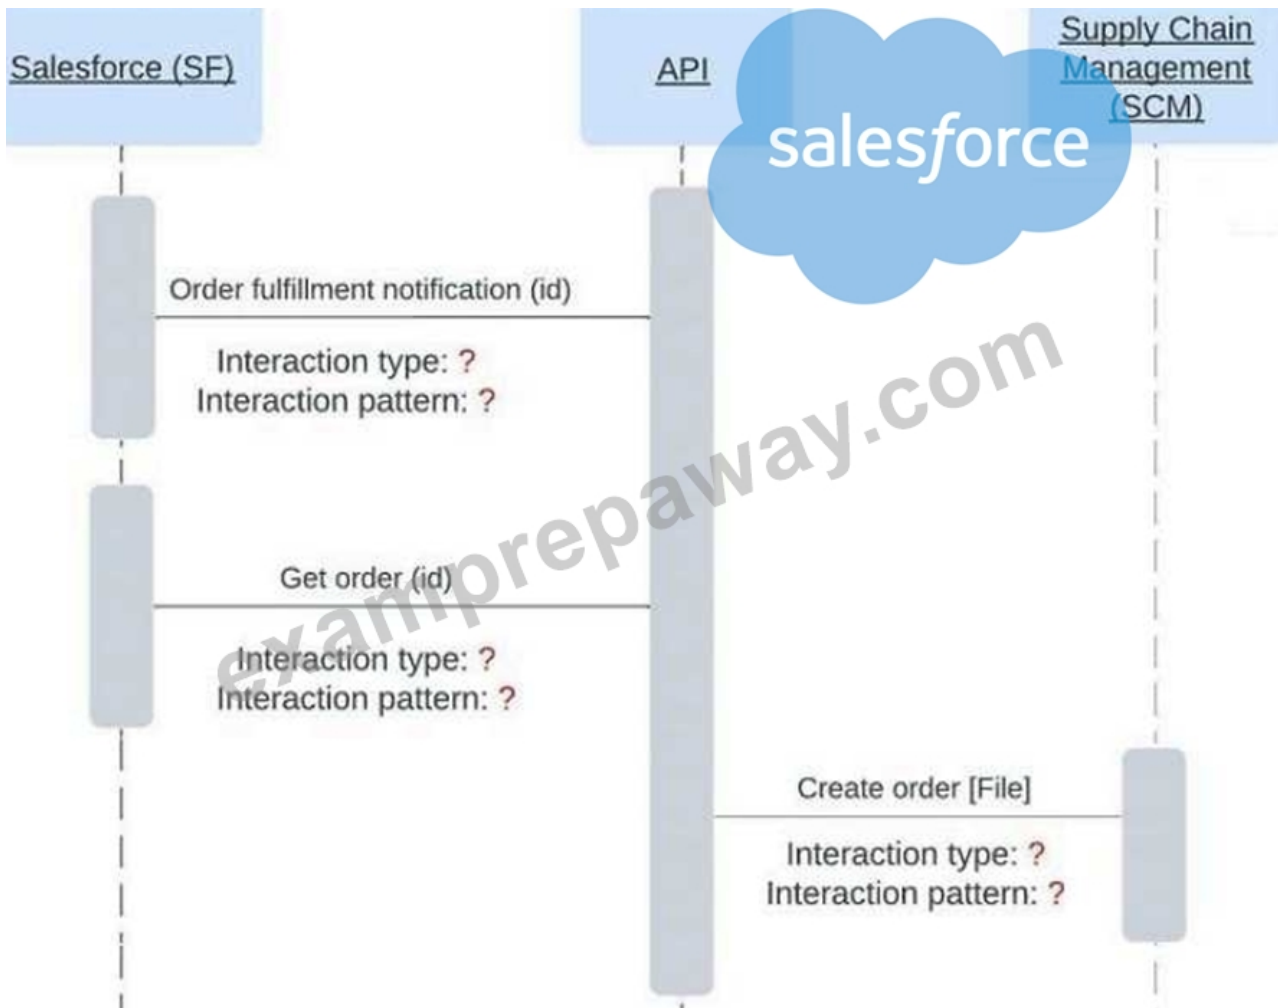 Salesforce (SF)
API
Supply Chain
Management
(SCM)
salesforce
Order fulfillment notification (id)
Interaction type: ?
Interaction pattern: ?
Get order (id)
Interaction type: ?
Interaction pattern: ?
Create order [File]
Interaction type: ?
Interaction pattern: ?
examprepaway.com